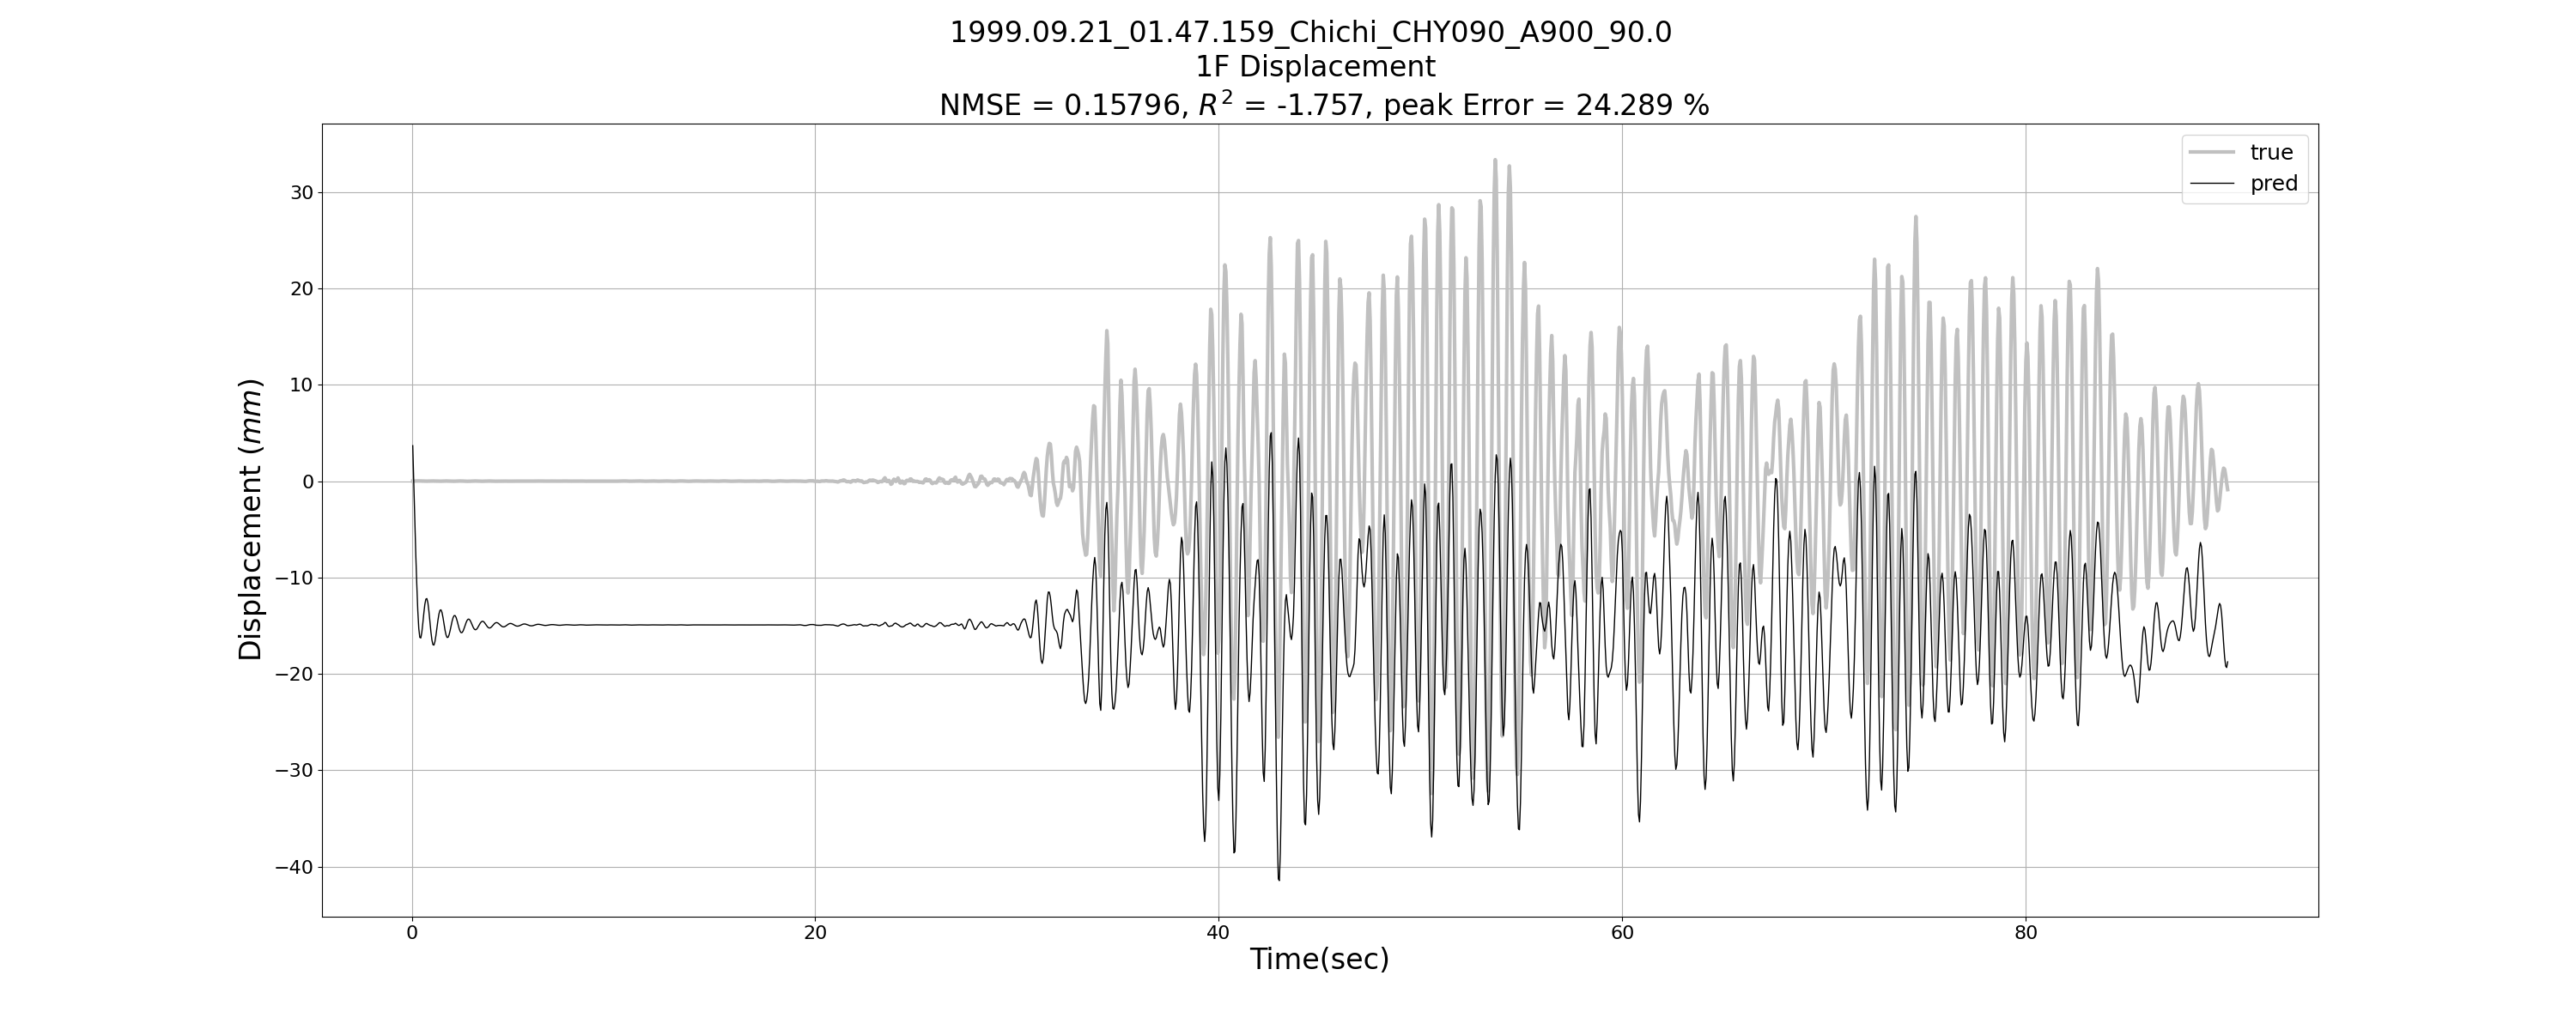 1999.09.21_01.47.159_Chichi_CHY090_A900_90.0
1F Displacement
NMSE = 0.15796, R² = -1.757, peak Error = 24.289 %
true
pred
Displacement (mm)
30
20
10
0
−10
−20
−30
−40
0 20 40 60 80
Time(sec)